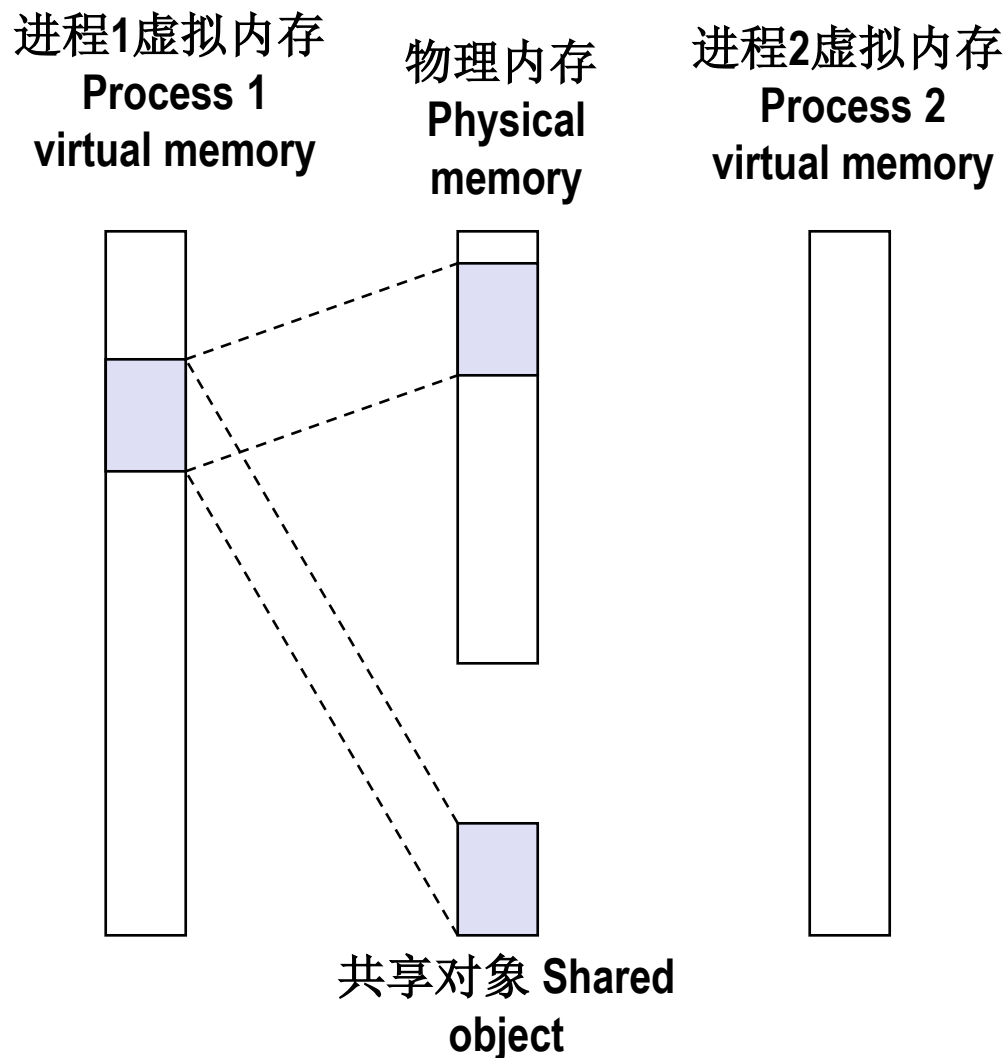 进程1虚拟内存
Process 1
virtual memory
物理内存
Physical
memory
进程2虚拟内存
Process 2
virtual memory
共享对象 Shared
object